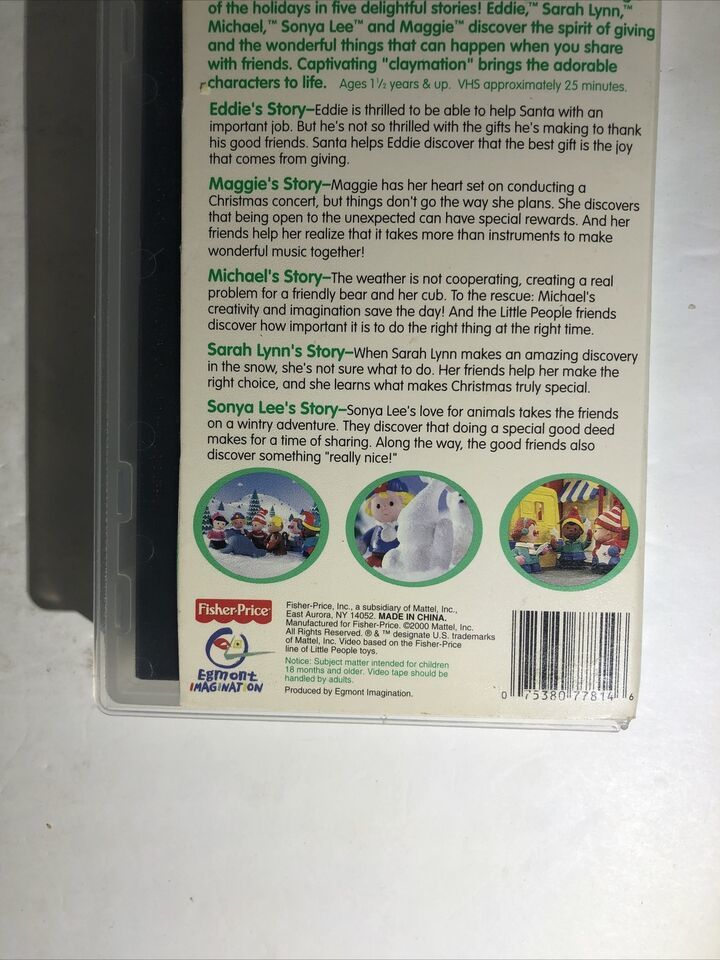 of the holidays in five delightful stories! Eddie,™ Sarah Lynn,™
Michael,™ Sonya Lee™ and Maggie™ discover the spirit of giving
and the wonderful things that can happen when you share
with friends. Captivating "claymation" brings the adorable
characters to life. Ages 1½ years & up. VHS approximately 25 minutes.
Eddie's Story—Eddie is thrilled to be able to help Santa with an
important job. But he's not so thrilled with the gifts he's making to thank
his good friends. Santa helps Eddie discover that the best gift is the joy
that comes from giving.
Maggie's Story—Maggie has her heart set on conducting a
Christmas concert, but things don't go the way she plans. She discovers
that being open to the unexpected can have special rewards. And her
friends help her realize that it takes more than instruments to make
wonderful music together!
Michael's Story—The weather is not cooperating, creating a real
problem for a friendly bear and her cub. To the rescue: Michael's
creativity and imagination save the day! And the Little People friends
discover how important it is to do the right thing at the right time.
Sarah Lynn's Story—When Sarah Lynn makes an amazing discovery
in the snow, she's not sure what to do. Her friends help her make the
right choice, and she learns what makes Christmas truly special.
Sonya Lee's Story—Sonya Lee's love for animals takes the friends
on a wintry adventure. They discover that doing a special good deed
makes for a time of sharing. Along the way, the good friends also
discover something "really nice!"
Fisher-Price
Egmont
IMAGINATION
Fisher-Price, Inc., a subsidiary of Mattel, Inc.,
East Aurora, NY 14052. MADE IN CHINA.
Manufactured for Fisher-Price. ©2000 Mattel, Inc.
All Rights Reserved. ® & ™ designate U.S. trademarks
of Mattel, Inc. Video based on the Fisher-Price
line of Little People toys.
Notice: Subject matter intended for children
18 months and older. Video tape should be
handled by adults.
Produced by Egmont Imagination.
0 75380 77814 6